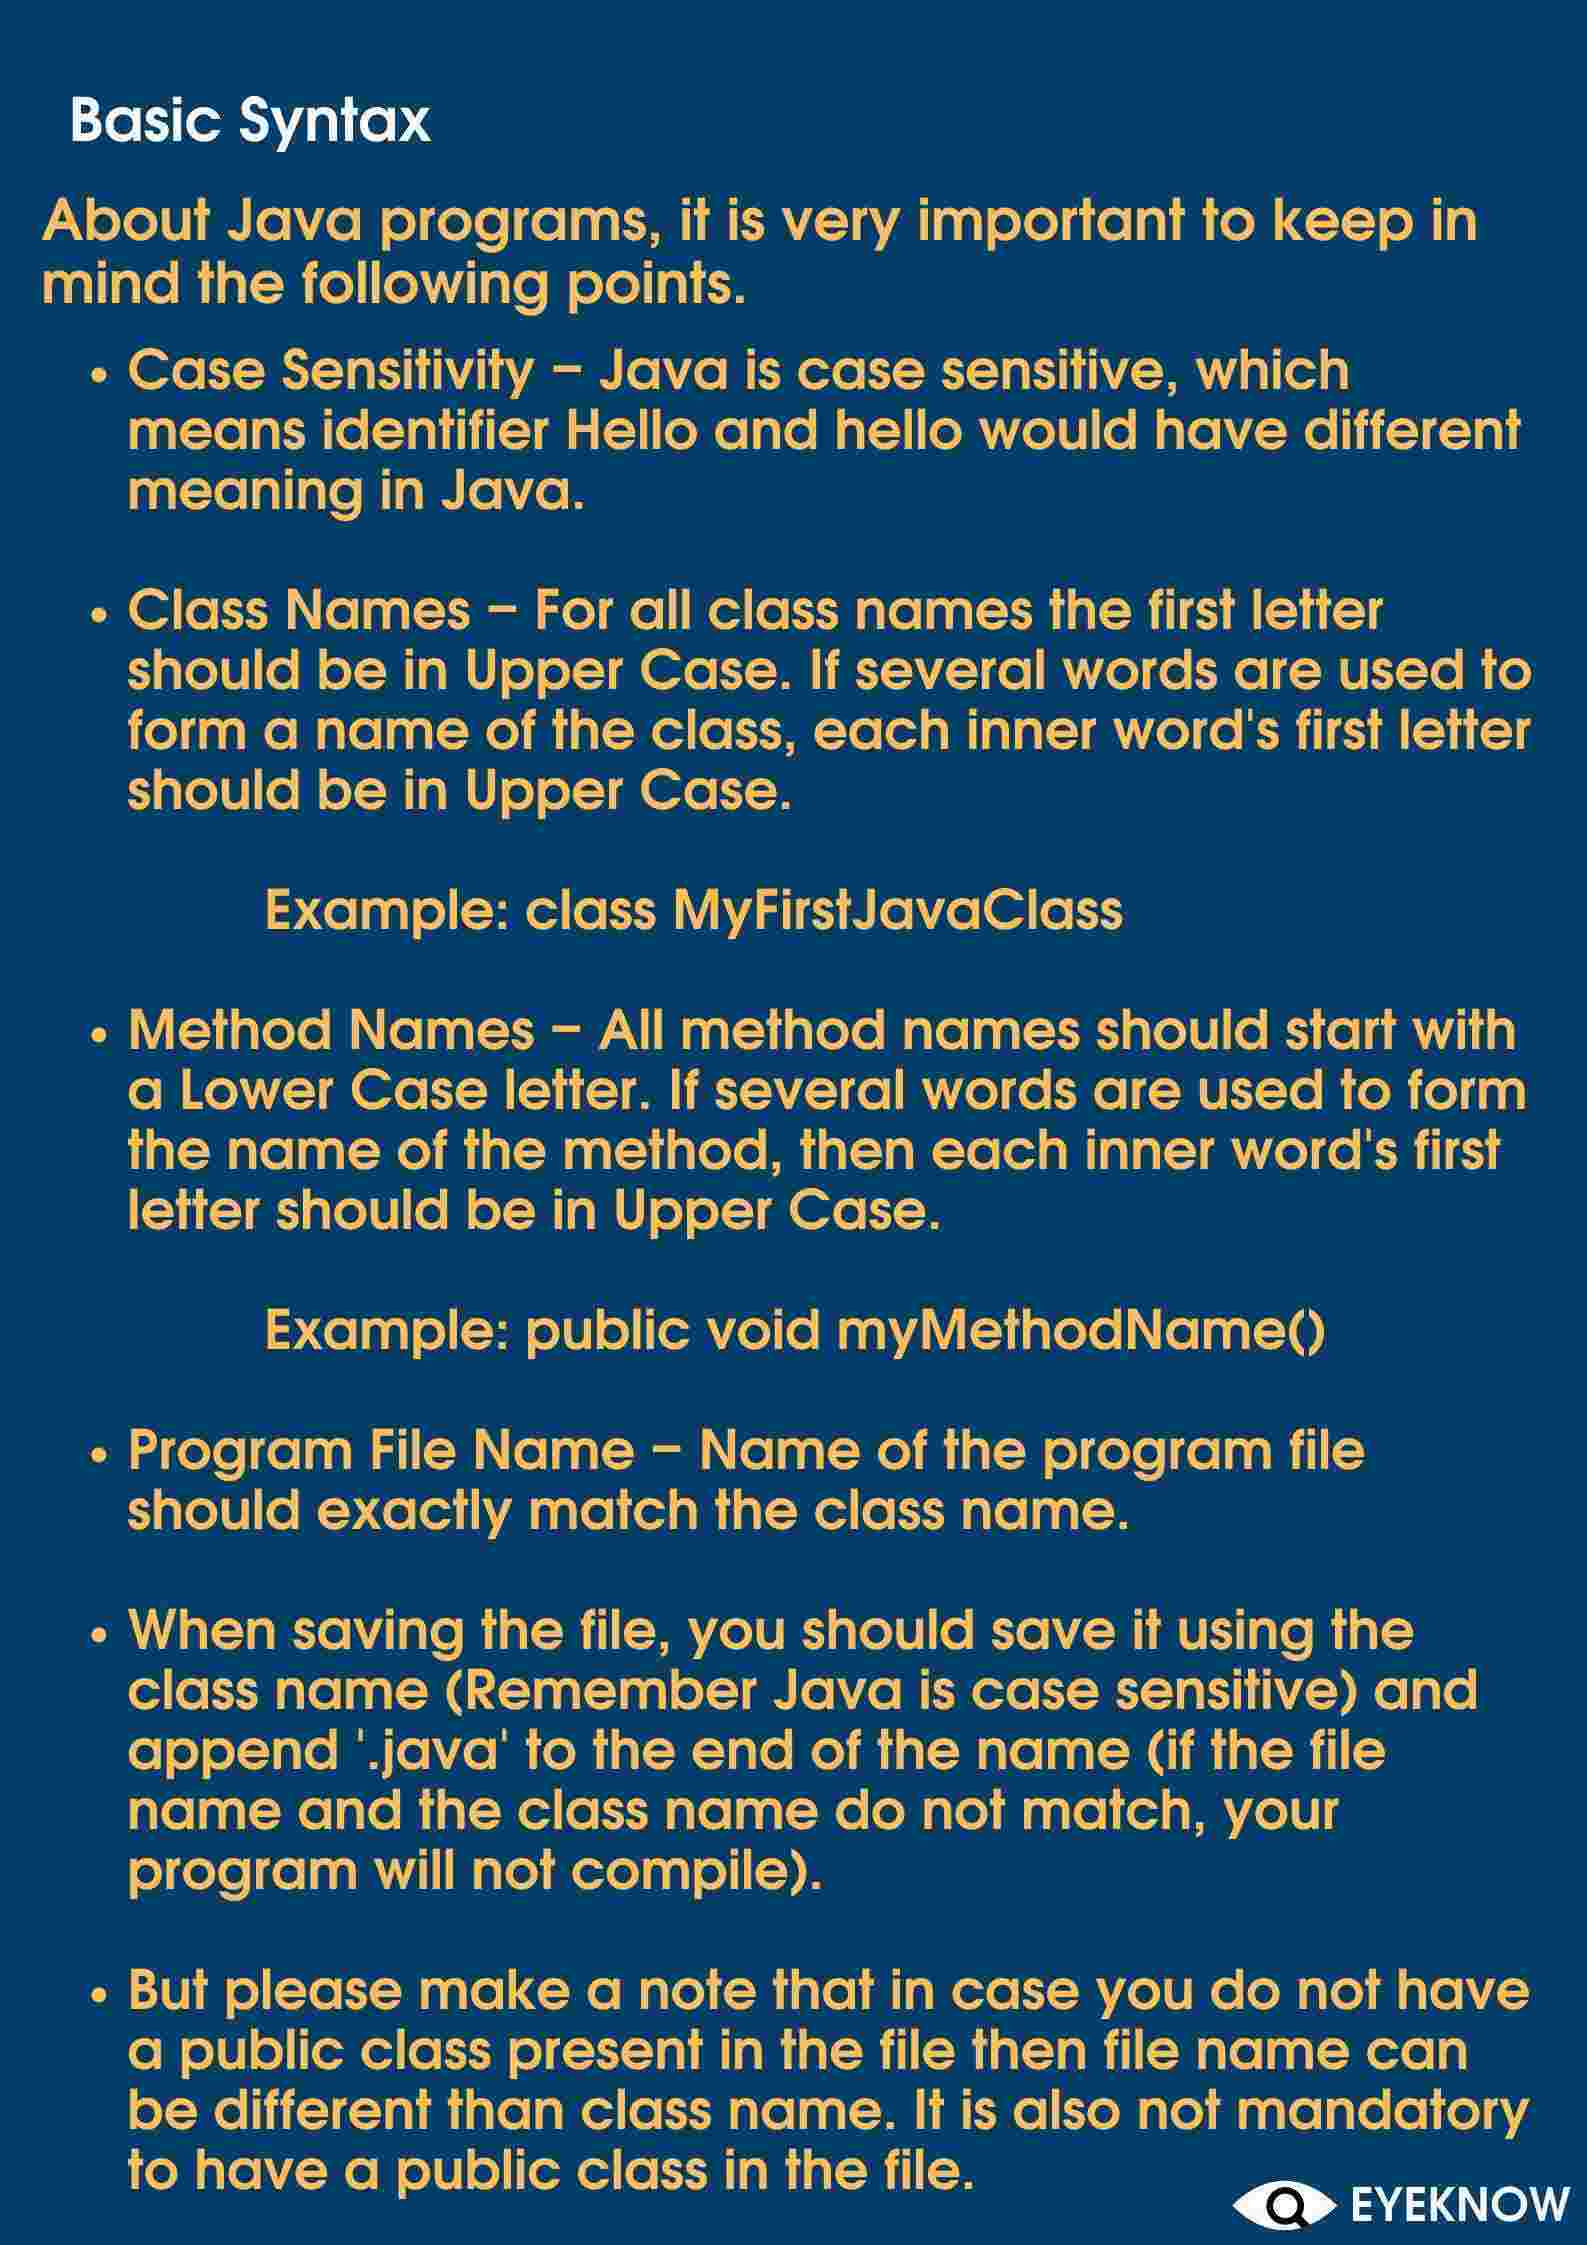 Basic Syntax
About Java programs, it is very important to keep in
mind the following points.
• Case Sensitivity – Java is case sensitive, which
means identifier Hello and hello would have different
meaning in Java.
• Class Names – For all class names the first letter
should be in Upper Case. If several words are used to
form a name of the class, each inner word's first letter
should be in Upper Case.
Example: class MyFirstJavaClass
• Method Names – All method names should start with
a Lower Case letter. If several words are used to form
the name of the method, then each inner word's first
letter should be in Upper Case.
Example: public void myMethodName()
• Program File Name – Name of the program file
should exactly match the class name.
• When saving the file, you should save it using the
class name (Remember Java is case sensitive) and
append '.java' to the end of the name (if the file
name and the class name do not match, your
program will not compile).
• But please make a note that in case you do not have
a public class present in the file then file name can
be different than class name. It is also not mandatory
to have a public class in the file.
EYEKNOW